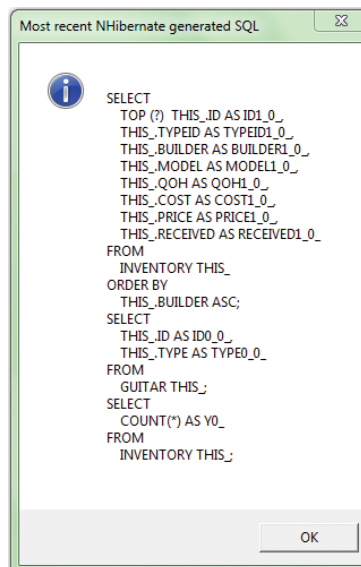 Most recent NHibernate generated SQL
SELECT
TOP (?) THIS_.ID AS ID1_0_,
THIS_.TYPEID AS TYPEID1_0_,
THIS_.BUILDER AS BUILDER1_0_,
THIS_.MODEL AS MODEL1_0_,
THIS_.QOH AS QOH1_0_,
THIS_.COST AS COST1_0_,
THIS_.PRICE AS PRICE1_0_,
THIS_.RECEIVED AS RECEIVED1_0_
FROM
INVENTORY THIS_
ORDER BY
THIS_.BUILDER ASC;
SELECT
THIS_.ID AS ID0_0_,
THIS_.TYPE AS TYPE0_0_
FROM
GUITAR THIS_;
SELECT
COUNT(*) AS Y0_
FROM
INVENTORY THIS_;
OK